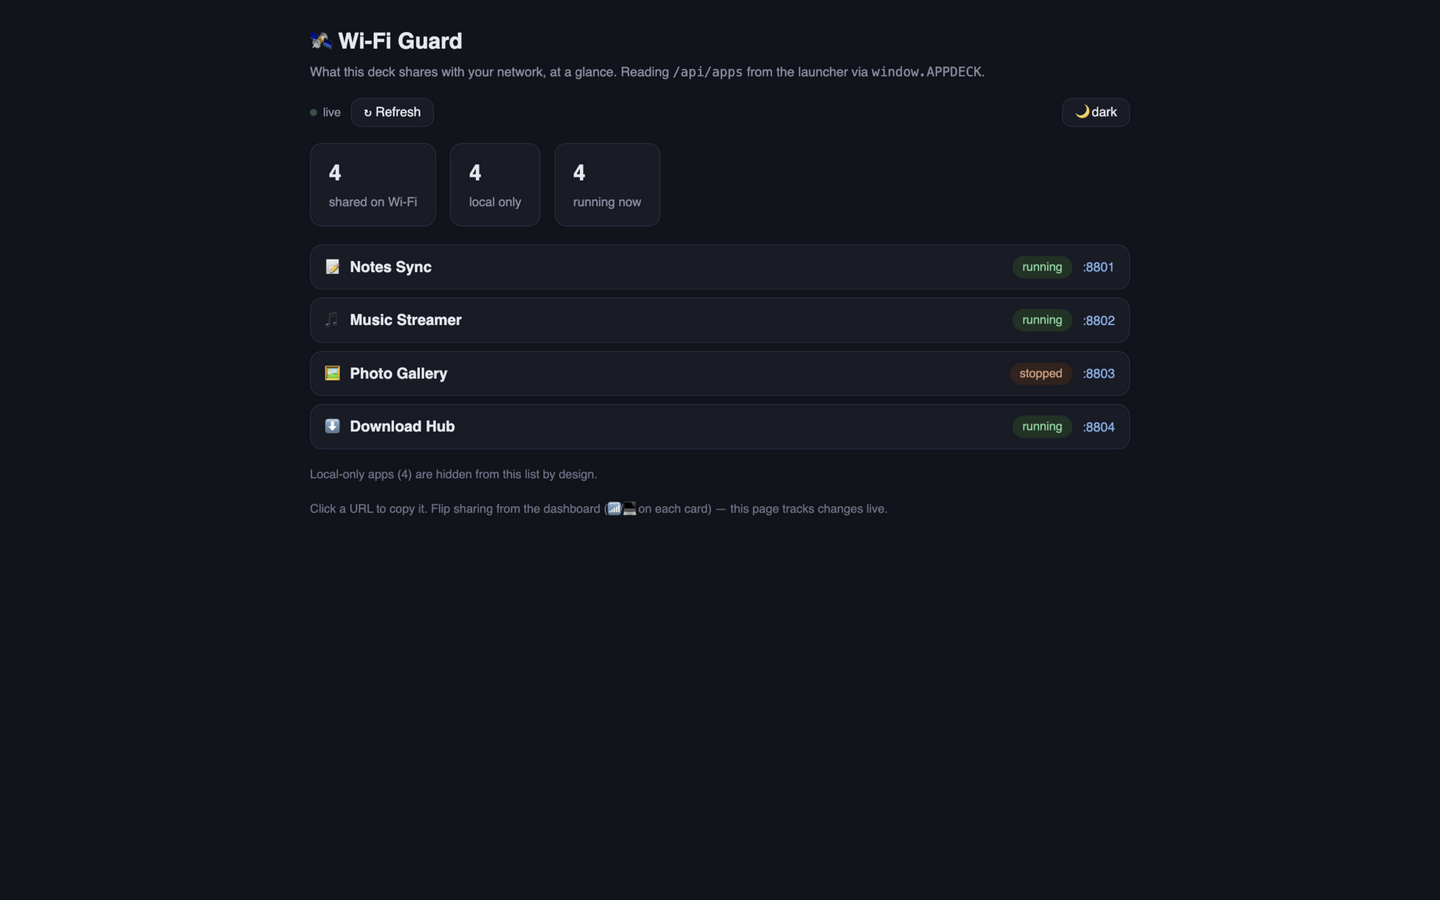 Wi-Fi Guard
What this deck shares with your network, at a glance. Reading /api/apps from the launcher via window.APPDECK.
live ↻ Refresh dark
4
shared on Wi-Fi
4
local only
4
running now
Notes Sync running :8801
Music Streamer running :8802
Photo Gallery stopped :8803
Download Hub running :8804
Local-only apps (4) are hidden from this list by design.
Click a URL to copy it. Flip sharing from the dashboard (📶/💻 on each card) — this page tracks changes live.